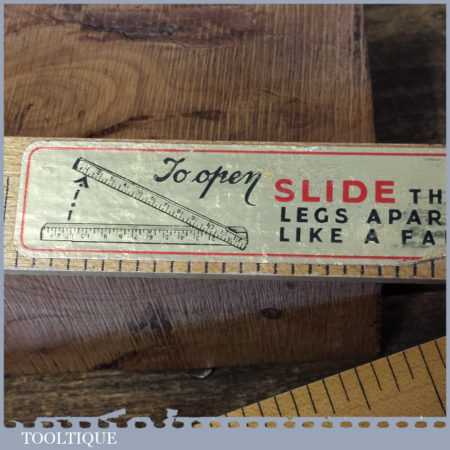 To open SLIDE TH
LEGS APAR
LIKE A FA
TOOLTIQUE